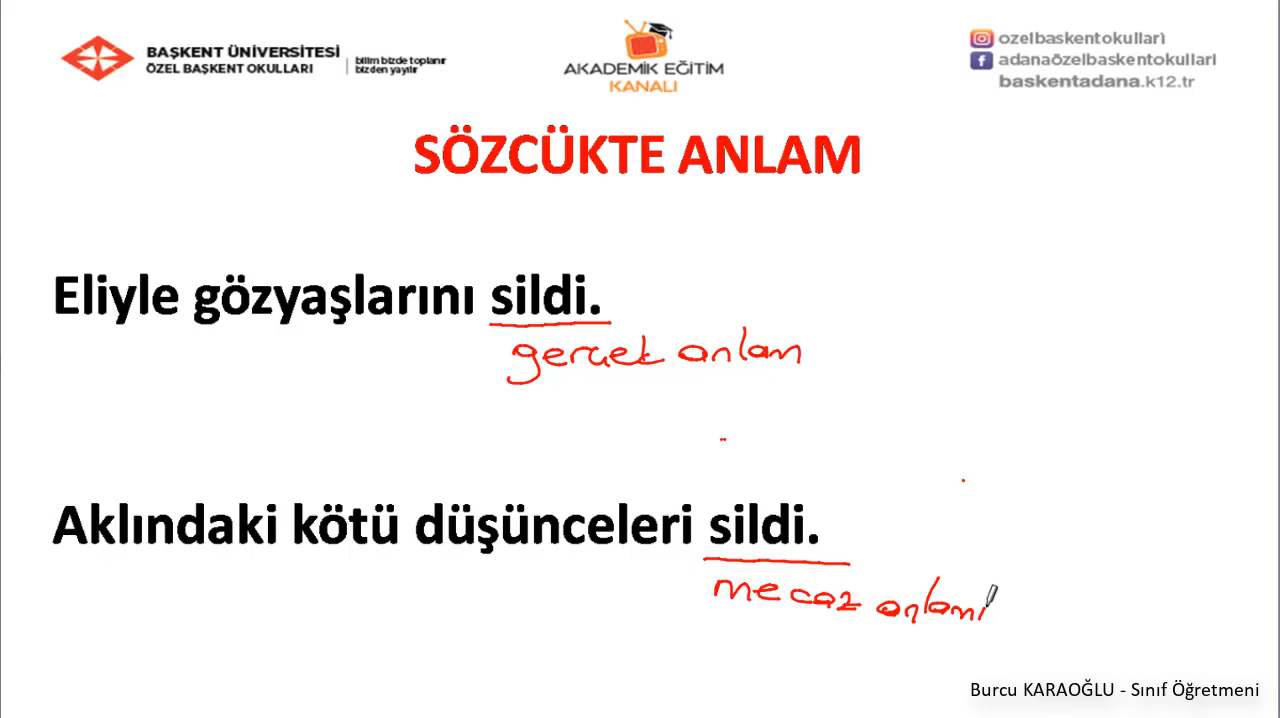 BAŞKENT ÜNİVERSİTESİ
ÖZEL BAŞKENT OKULLARI
bilim bizde toplanır
bizden yayılır
AKADEMİK EĞİTİM
KANALI
ozelbaskentokullari
adanaözelbaskentokullari
baskentadana.k12.tr
SÖZCÜKTE ANLAM
Eliyle gözyaşlarını sildi.
gerçek anlam
Aklındaki kötü düşünceleri sildi.
mecaz anlamı
Burcu KARAOĞLU - Sınıf Öğretmeni